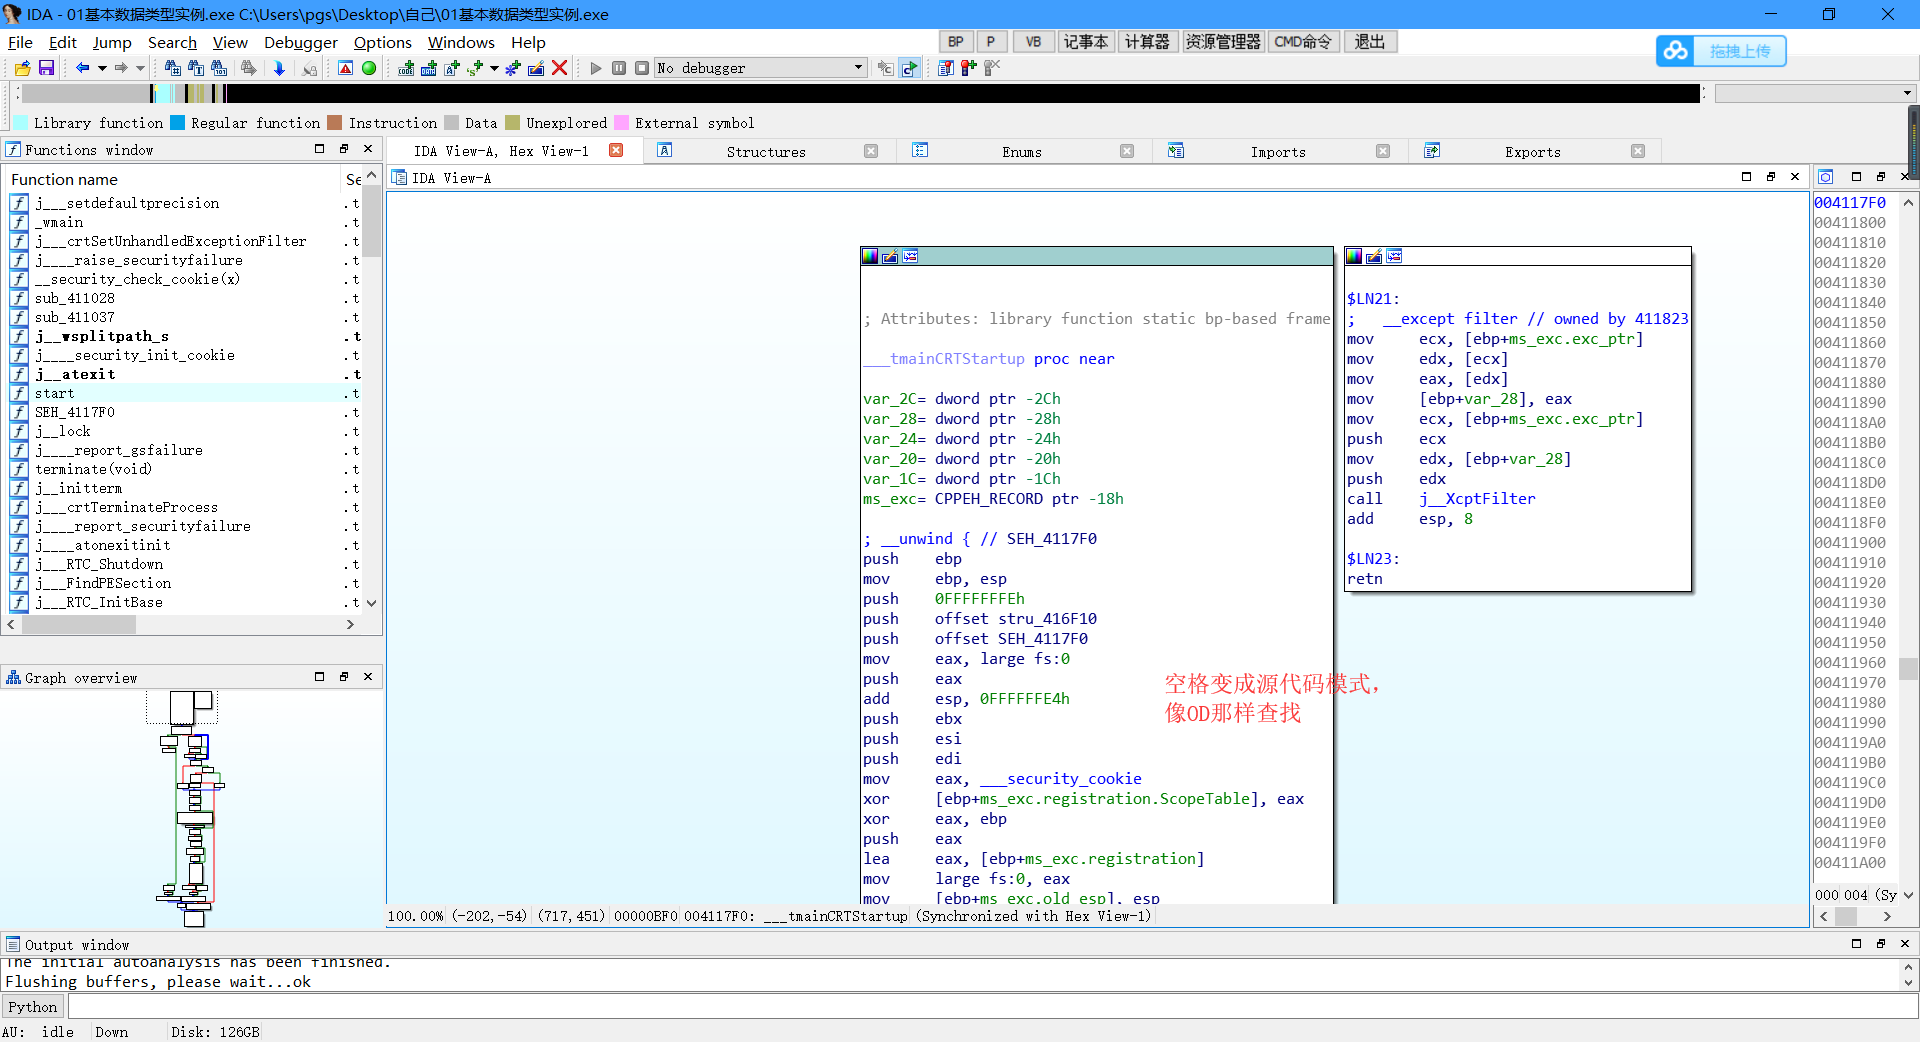 IDA - 01基本数据类型实例.exe C:\Users\pgs\Desktop\自己\01基本数据类型实例.exe
File Edit Jump Search View Debugger Options Windows Help
BP P VB 记事本 计算器 资源管理器 CMD命令 退出
拖拽上传
No debugger
Library function Regular function Instruction Data Unexplored External symbol
Functions window
IDA View-A, Hex View-1 Structures Enums Imports Exports
Function name Se
IDA View-A
j___setdefaultprecision .t
_wmain .t
j___crtSetUnhandledExceptionFilter .t
j____raise_securityfailure .t
__security_check_cookie(x) .t
sub_411028 .t
sub_411037 .t
j__wsplitpath_s .t
j____security_init_cookie .t
j__atexit .t
start .t
SEH_4117F0 .t
j__lock .t
j____report_gsfailure .t
terminate(void) .t
j__initterm .t
j___crtTerminateProcess .t
j____report_securityfailure .t
j____atonexitinit .t
j___RTC_Shutdown .t
j___FindPESection .t
j___RTC_InitBase .t
Graph overview
; Attributes: library function static bp-based frame
___tmainCRTStartup proc near
var_2C= dword ptr -2Ch
var_28= dword ptr -28h
var_24= dword ptr -24h
var_20= dword ptr -20h
var_1C= dword ptr -1Ch
ms_exc= CPPEH_RECORD ptr -18h
; __unwind { // SEH_4117F0
push ebp
mov ebp, esp
push 0FFFFFFFEh
push offset stru_416F10
push offset SEH_4117F0
mov eax, large fs:0
push eax
add esp, 0FFFFFFE4h
push ebx
push esi
push edi
mov eax, ___security_cookie
xor [ebp+ms_exc.registration.ScopeTable], eax
xor eax, ebp
push eax
lea eax, [ebp+ms_exc.registration]
mov large fs:0, eax
mov [ebp+ms_exc.old_esp], esp
$LN21:
; __except filter // owned by 411823
mov ecx, [ebp+ms_exc.exc_ptr]
mov edx, [ecx]
mov eax, [edx]
mov [ebp+var_28], eax
mov ecx, [ebp+ms_exc.exc_ptr]
push ecx
mov edx, [ebp+var_28]
push edx
call j__XcptFilter
add esp, 8
$LN23:
retn
空格变成源代码模式，
像OD那样查找
004117F0
00411800
00411810
00411820
00411830
00411840
00411850
00411860
00411870
00411880
00411890
004118A0
004118B0
004118C0
004118D0
004118E0
004118F0
00411900
00411910
00411920
00411930
00411940
00411950
00411960
00411970
00411980
00411990
004119A0
004119B0
004119C0
004119D0
004119E0
004119F0
00411A00
000 004 (Sy
100.00% (-202,-54) (717,451) 00000BF0 004117F0: ___tmainCRTStartup (Synchronized with Hex View-1)
Output window
The initial autoanalysis has been finished.
Flushing buffers, please wait...ok
Python
AU: idle Down Disk: 126GB